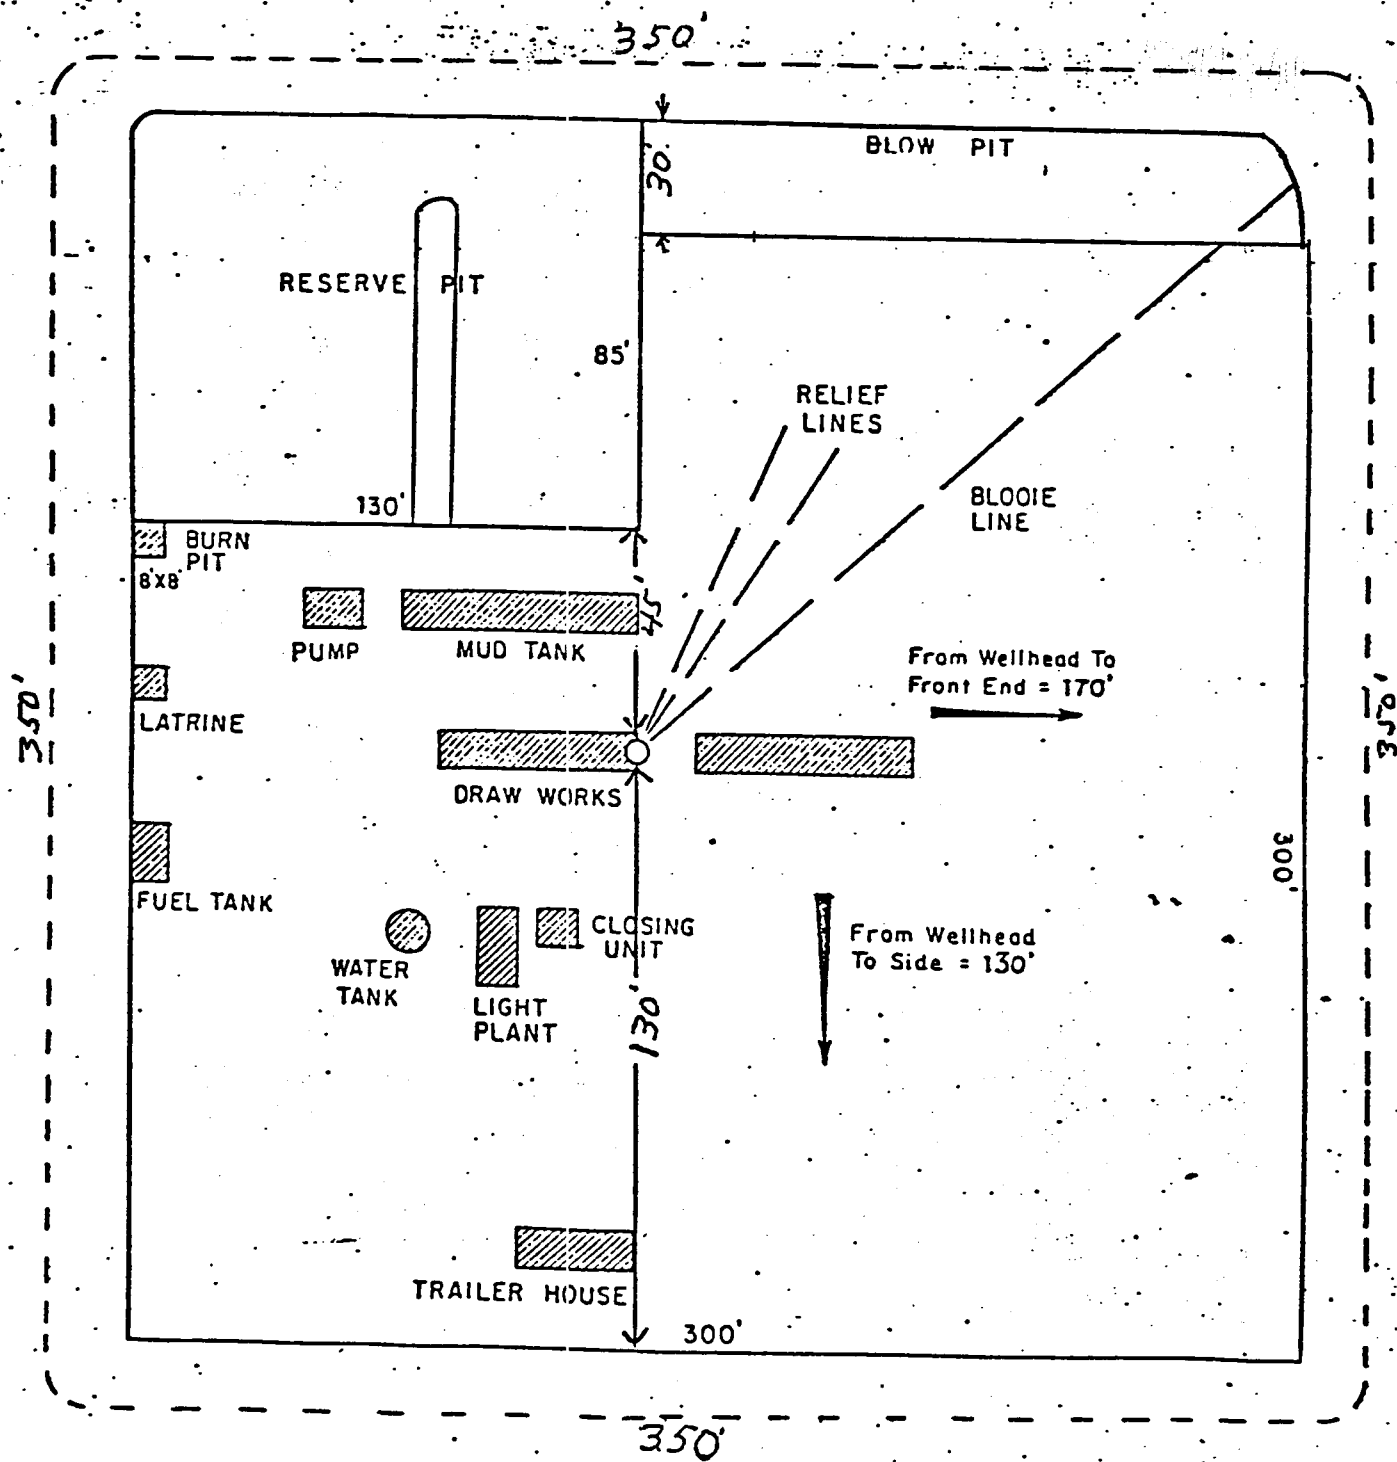 350'
BLOW PIT
30'
RESERVE PIT
85'
RELIEF
LINES
130'
BLOOIE
LINE
BURN
PIT
8'X8'
45'
PUMP
MUD TANK
From Wellhead To
Front End = 170'
350'
350'
LATRINE
DRAW WORKS
300'
FUEL TANK
CLOSING
UNIT
From Wellhead
To Side = 130'
WATER
TANK
LIGHT
PLANT
130'
TRAILER HOUSE
300'
350'